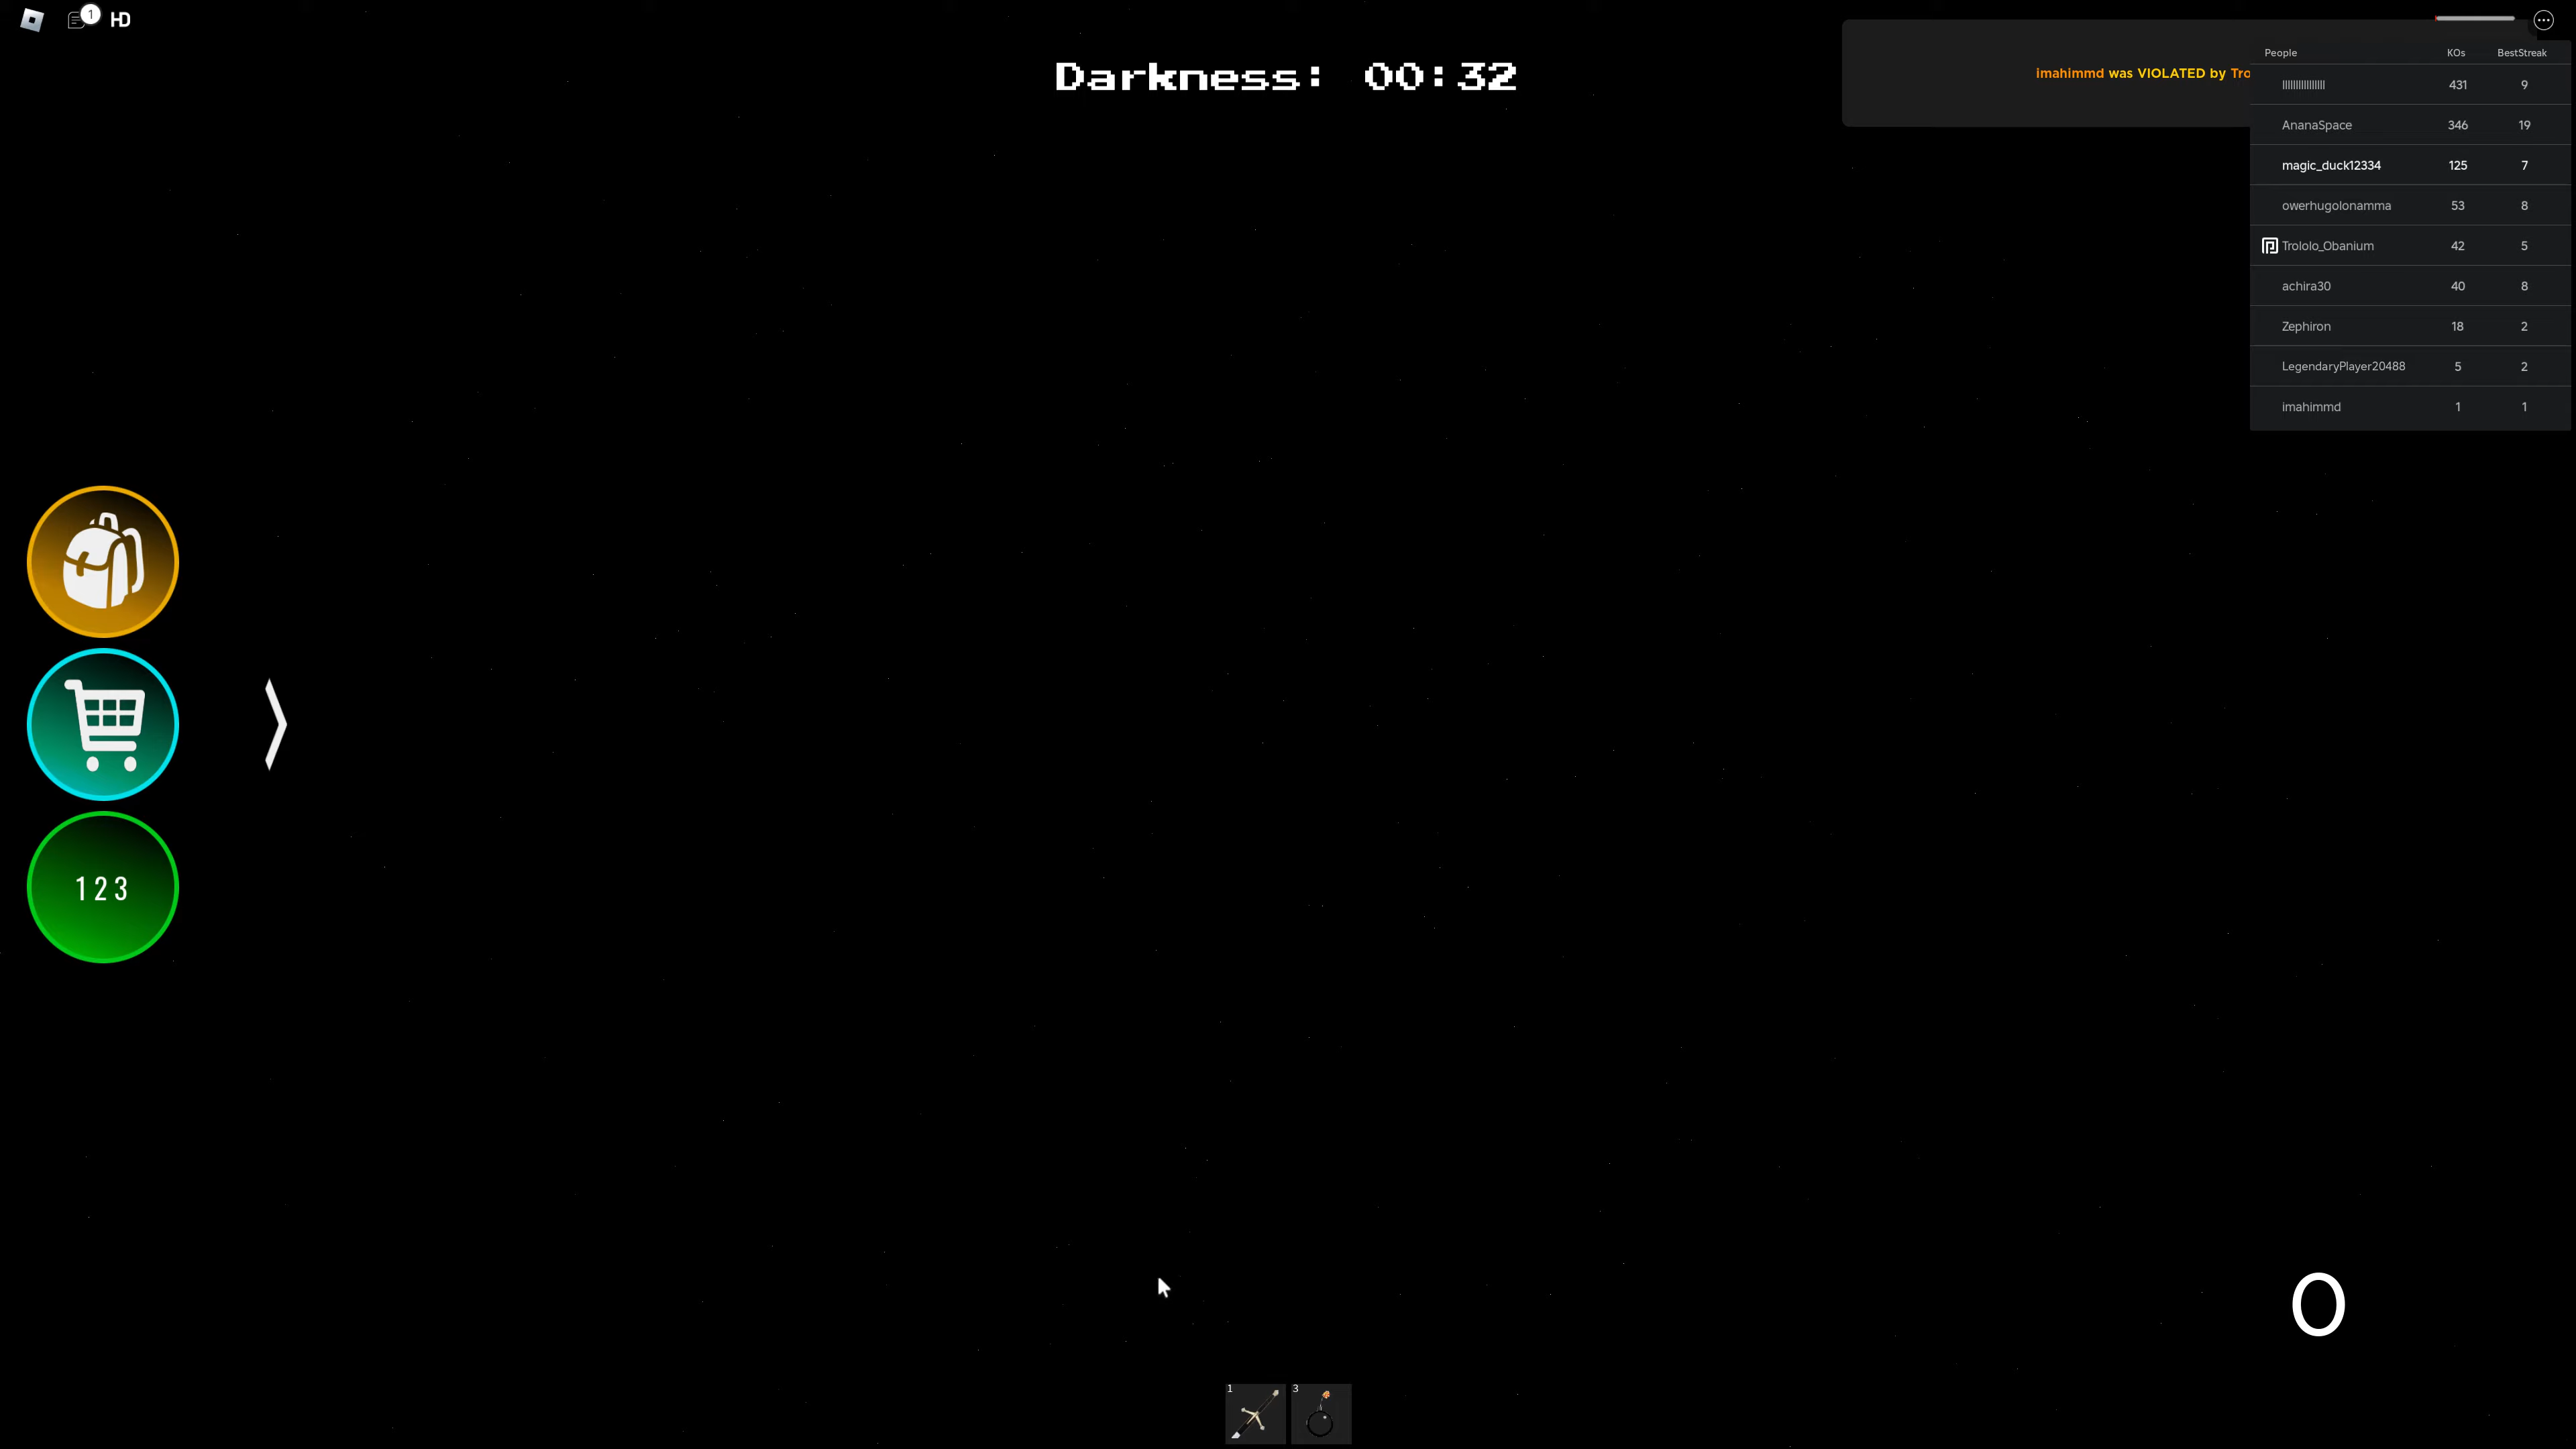 1
HD
Darkness: 00:32
imahimmd was VIOLATED by Tro
People KOs BestStreak
431 9
AnanaSpace 346 19
magic_duck12334 125 7
owerhugolonamma 53 8
Trololo_Obanium 42 5
achira30 40 8
Zephiron 18 2
LegendaryPlayer20488 5 2
imahimmd 1 1
123
0
1 3